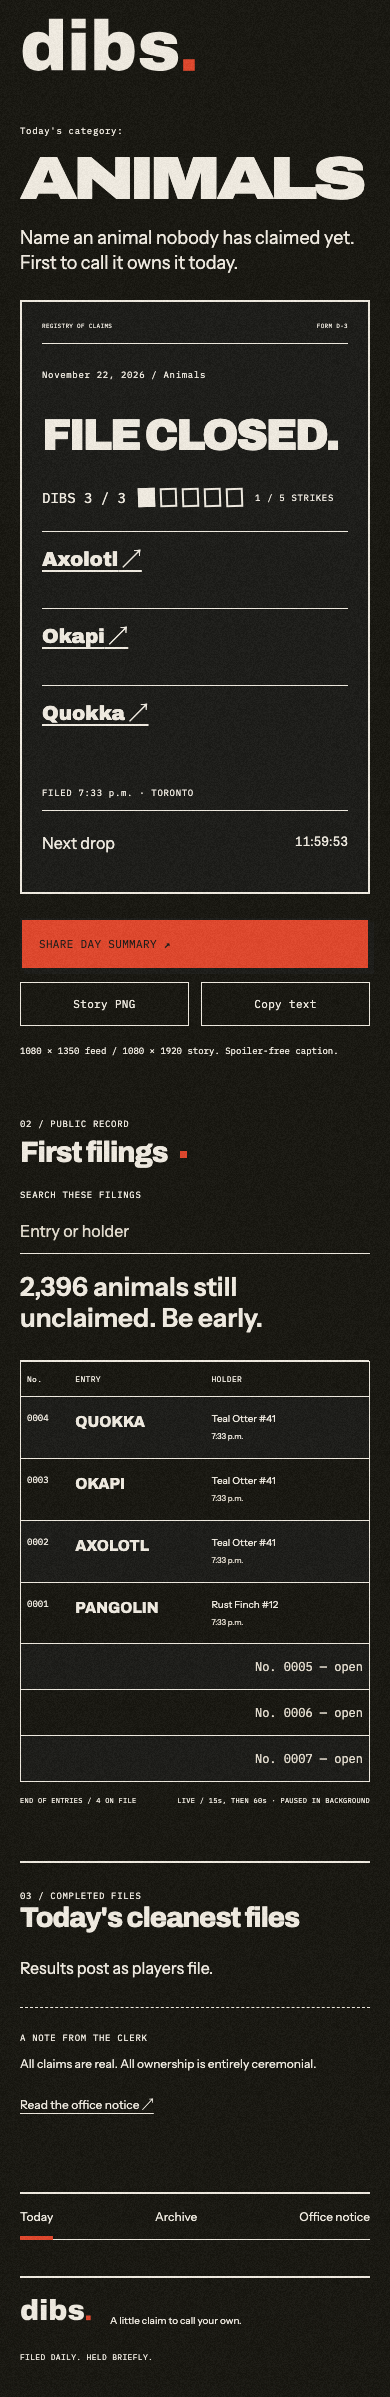 dibs.
Today's category:
ANIMALS
Name an animal nobody has claimed yet.
First to call it owns it today.
REGISTRY OF CLAIMS FORM D-3
November 22, 2026 / Animals
FILE CLOSED.
DIBS 3 / 3 1 / 5 STRIKES
Axolotl ↗
Okapi ↗
Quokka ↗
FILED 7:33 p.m. · TORONTO
Next drop 11:59:53
SHARE DAY SUMMARY ↗
Story PNG Copy text
1080 × 1350 feed / 1080 × 1920 story. Spoiler-free caption.
02 / PUBLIC RECORD
First filings
SEARCH THESE FILINGS
Entry or holder
2,396 animals still
unclaimed. Be early.
No. ENTRY HOLDER
0004 QUOKKA Teal Otter #41
7:33 p.m.
0003 OKAPI Teal Otter #41
7:33 p.m.
0002 AXOLOTL Teal Otter #41
7:33 p.m.
0001 PANGOLIN Rust Finch #12
7:33 p.m.
No. 0005 — open
No. 0006 — open
No. 0007 — open
END OF ENTRIES / 4 ON FILE LIVE / 15s, THEN 60s · PAUSED IN BACKGROUND
03 / COMPLETED FILES
Today's cleanest files
Results post as players file.
A NOTE FROM THE CLERK
All claims are real. All ownership is entirely ceremonial.
Read the office notice ↗
Today Archive Office notice
dibs. A little claim to call your own.
FILED DAILY. HELD BRIEFLY.